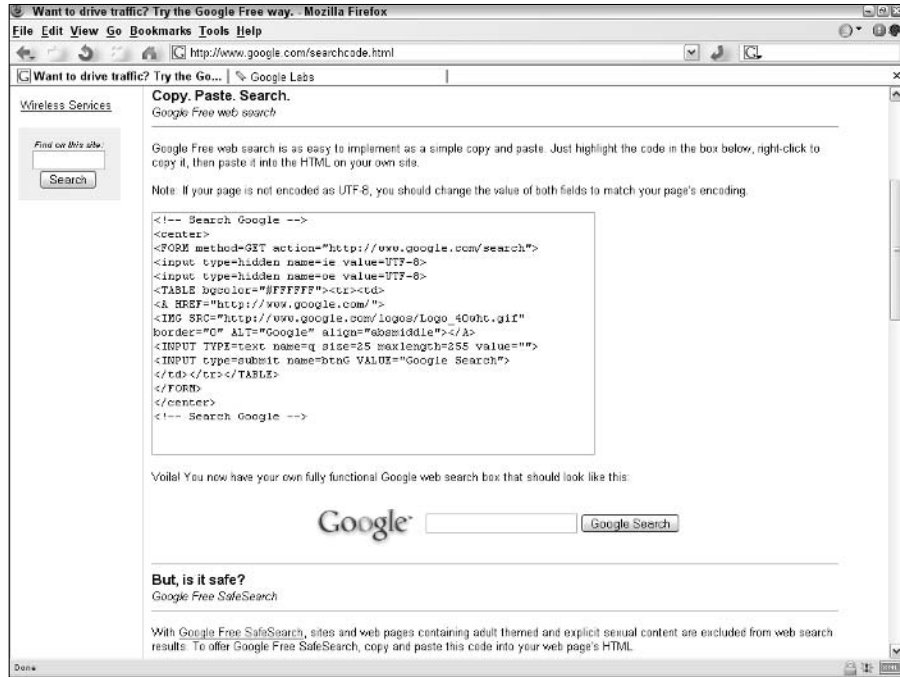 Want to drive traffic? Try the Google Free way. - Mozilla Firefox
File Edit View Go Bookmarks Tools Help
http://www.google.com/searchcode.html
Want to drive traffic? Try the Go... Google Labs
Wireless Services
Find on this site:
Search
Copy. Paste. Search.
Google Free web search
Google Free web search is as easy to implement as a simple copy and paste. Just highlight the code in the box below, right-click to
copy it, then paste it into the HTML on your own site.
Note: If your page is not encoded as UTF-8, you should change the value of both fields to match your page's encoding.
<!-- Search Google -->
<center>
<FORM method=GET action="http://www.google.com/search">
<input type=hidden name=ie value=UTF-8>
<input type=hidden name=oe value=UTF-8>
<TABLE bgcolor="#FFFFFF"><tr><td>
<A HREF="http://www.google.com/">
<IMG SRC="http://www.google.com/logos/Logo_40wht.gif"
border="0" ALT="Google" align="absmiddle"></A>
<INPUT TYPE=text name=q size=25 maxlength=255 value="">
<INPUT type=submit name=btnG VALUE="Google Search">
</td></tr></TABLE>
</FORM>
</center>
<!-- Search Google -->
Voila! You now have your own fully functional Google web search box that should look like this:
Google Google Search
But, is it safe?
Google Free SafeSearch
With Google Free SafeSearch, sites and web pages containing adult themed and explicit sexual content are excluded from web search
results. To offer Google Free SafeSearch, copy and paste this code into your web page's HTML.
Done